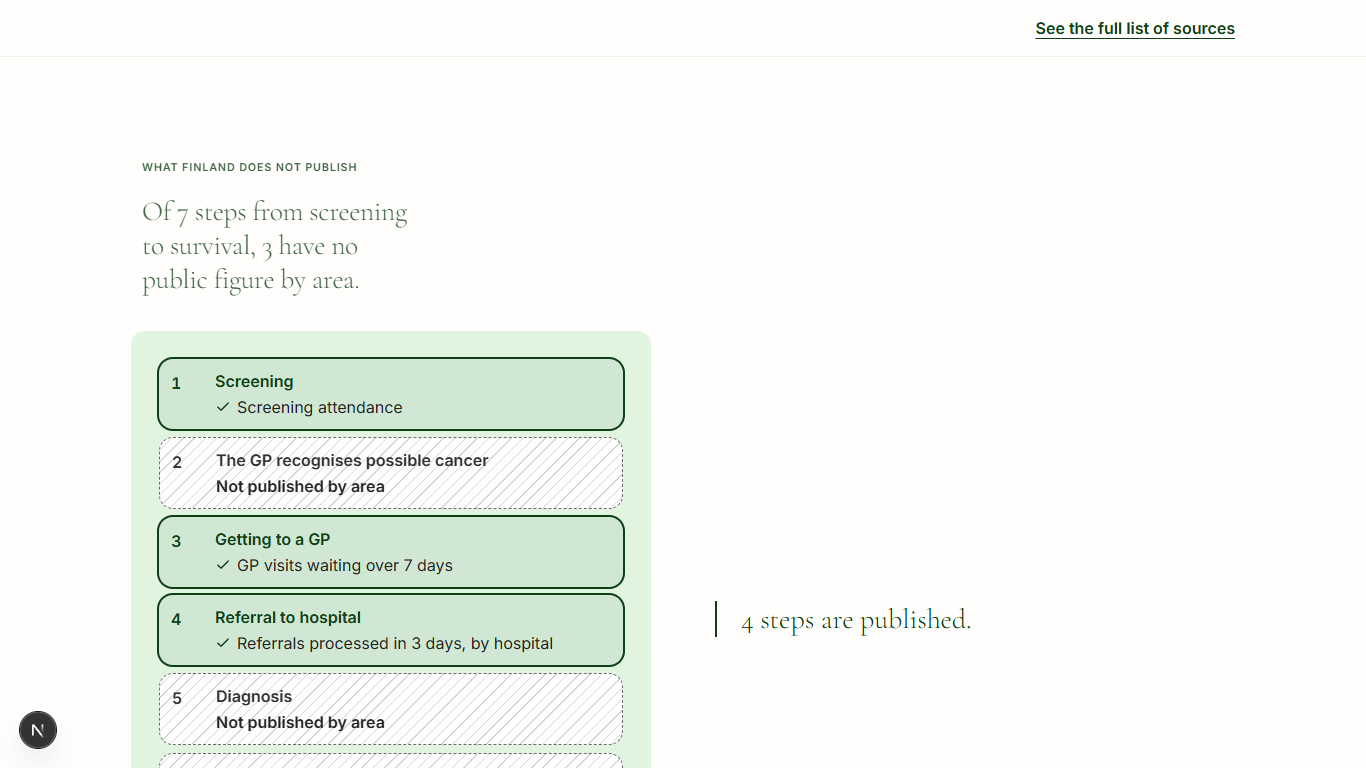 See the full list of sources
WHAT FINLAND DOES NOT PUBLISH
Of 7 steps from screening
to survival, 3 have no
public figure by area.
1 Screening
✓ Screening attendance
2 The GP recognises possible cancer
Not published by area
3 Getting to a GP
✓ GP visits waiting over 7 days
4 Referral to hospital
✓ Referrals processed in 3 days, by hospital
5 Diagnosis
Not published by area
4 steps are published.
N